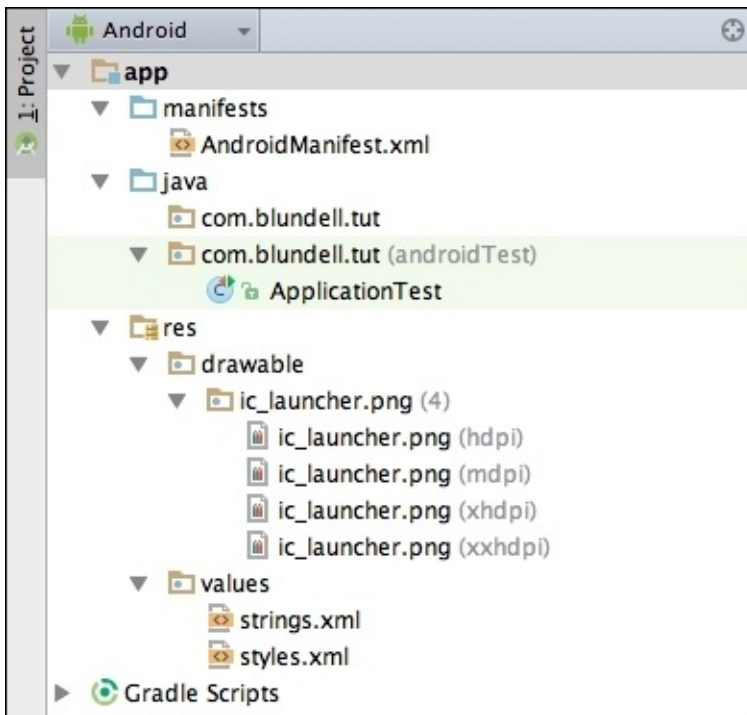 1: Project
Android
app
manifests
AndroidManifest.xml
java
com.blundell.tut
com.blundell.tut (androidTest)
ApplicationTest
res
drawable
ic_launcher.png (4)
ic_launcher.png (hdpi)
ic_launcher.png (mdpi)
ic_launcher.png (xhdpi)
ic_launcher.png (xxhdpi)
values
strings.xml
styles.xml
Gradle Scripts